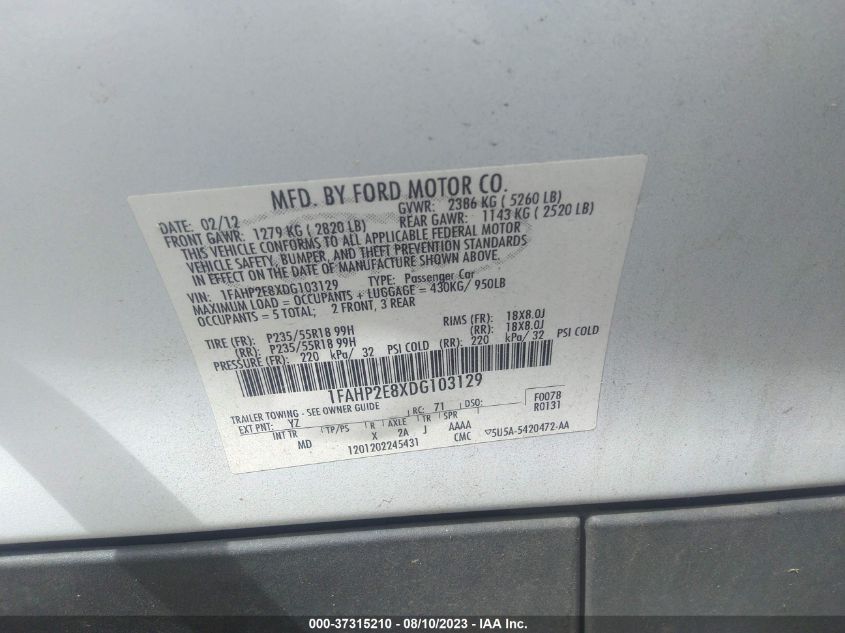 MFD. BY FORD MOTOR CO.
DATE: 02/12 GVWR: 2386 KG ( 5260 LB)
FRONT GAWR: 1279 KG ( 2820 LB) REAR GAWR: 1143 KG ( 2520 LB)
THIS VEHICLE CONFORMS TO ALL APPLICABLE FEDERAL MOTOR
VEHICLE SAFETY, BUMPER, AND THEFT PREVENTION STANDARDS
IN EFFECT ON THE DATE OF MANUFACTURE SHOWN ABOVE.
VIN: 1FAHP2E8XDG103129 TYPE: Passenger Car
MAXIMUM LOAD = OCCUPANTS + LUGGAGE = 430KG/ 950LB
OCCUPANTS = 5 TOTAL; 2 FRONT, 3 REAR
TIRE (FR): P235/55R18 99H RIMS (FR): 18X8.0J
(RR): P235/55R18 99H (RR): 18X8.0J
PRESSURE (FR): 220 kPa/ 32 PSI COLD (RR): 220 kPa/ 32 PSI COLD
1FAHP2E8XDG103129
TRAILER TOWING - SEE OWNER GUIDE
EXT PNT: YZ RC: 71 DSO: F0078
R0131
INT TR TP/PS R AXLE TR SPR
MD X 2A J AAAA
1201202245431 CMC 5U5A-5420472-AA
000-37315210 - 08/10/2023 - IAA Inc.